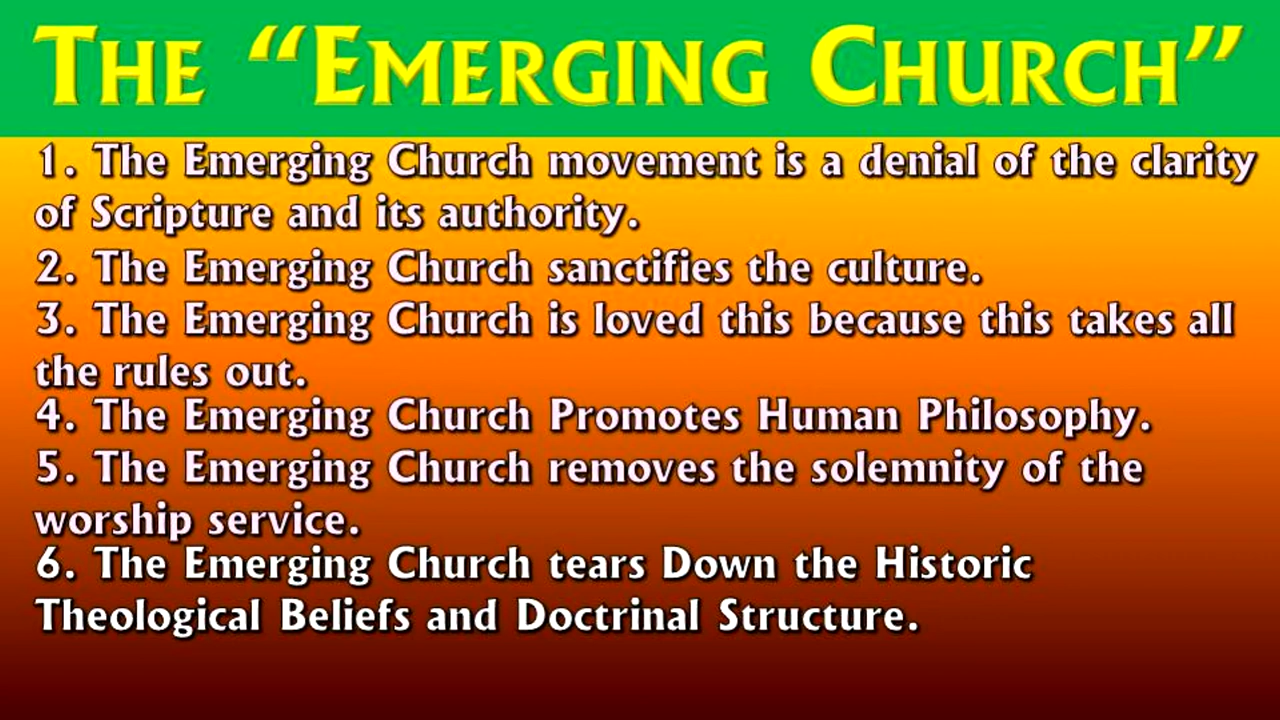 THE “EMERGING CHURCH”
1. The Emerging Church movement is a denial of the clarity
of Scripture and its authority.
2. The Emerging Church sanctifies the culture.
3. The Emerging Church is loved this because this takes all
the rules out.
4. The Emerging Church Promotes Human Philosophy.
5. The Emerging Church removes the solemnity of the
worship service.
6. The Emerging Church tears Down the Historic
Theological Beliefs and Doctrinal Structure.